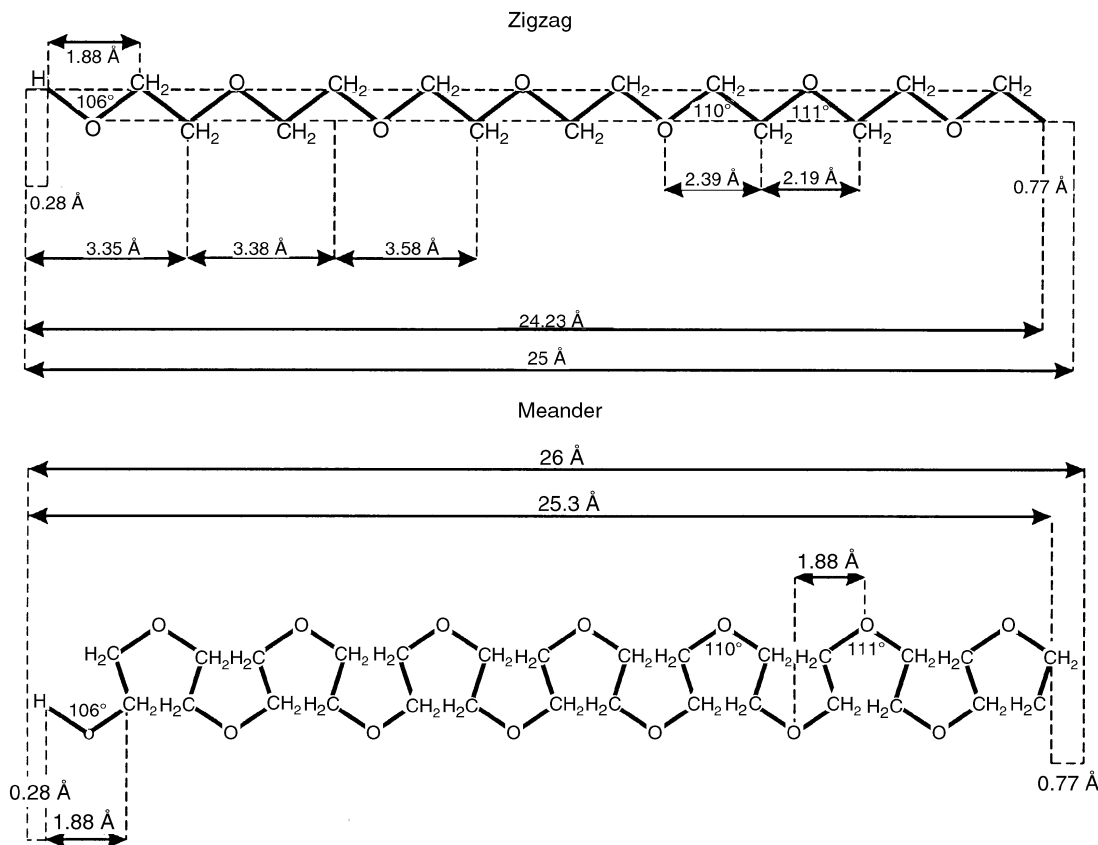 Zigzag
1.88 Å
H CH₂ O CH₂ CH₂ O CH₂ CH₂ O CH₂ CH₂
106° 110° 111°
O CH₂ CH₂ O CH₂ CH₂ O CH₂ CH₂ O
2.39 Å 2.19 Å 0.77 Å
0.28 Å
3.35 Å 3.38 Å 3.58 Å
24.23 Å
25 Å
Meander
26 Å
25.3 Å
1.88 Å
O O O O O O O
110° 111°
H₂C CH₂H₂C CH₂H₂C CH₂H₂C CH₂H₂C CH₂H₂C CH₂H₂C CH₂
H 106° CH₂H₂C CH₂H₂C CH₂H₂C CH₂H₂C CH₂H₂C CH₂H₂C CH₂H₂C
O O O O O O O
0.28 Å 0.77 Å
1.88 Å